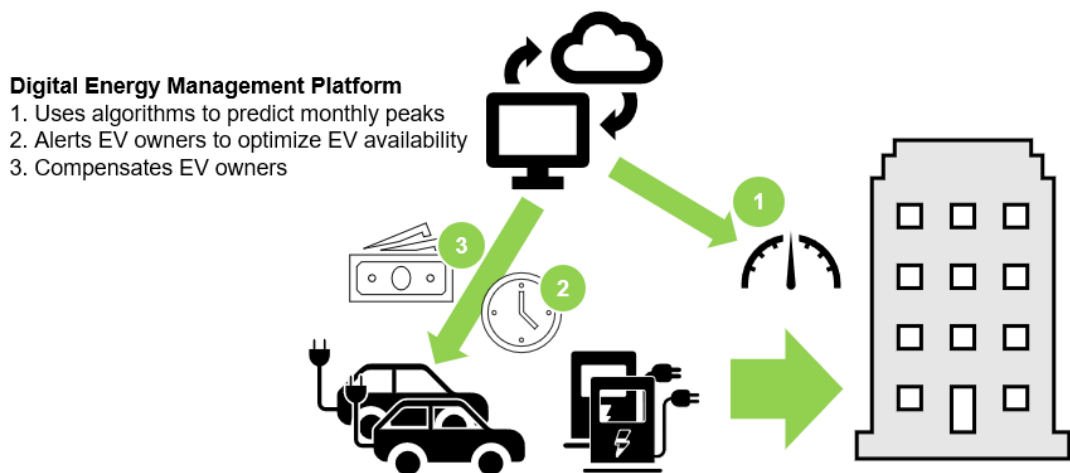 Digital Energy Management Platform
1. Uses algorithms to predict monthly peaks
2. Alerts EV owners to optimize EV availability
3. Compensates EV owners
1
3
2